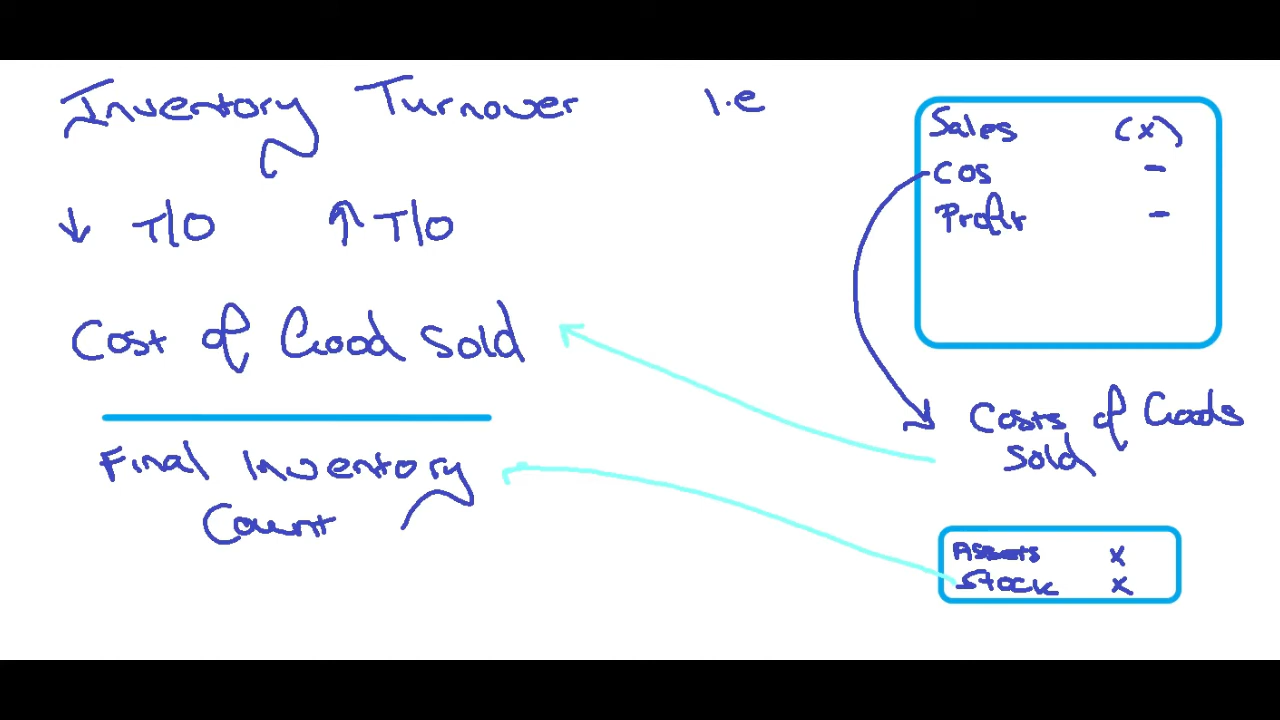 Inventory Turnover i.e
↓ T/O ↑ T/O
Cost of Good Sold
Final Inventory
Count
Sales (x)
COS -
Profit -
Costs of Goods
Sold
Assets x
Stock x